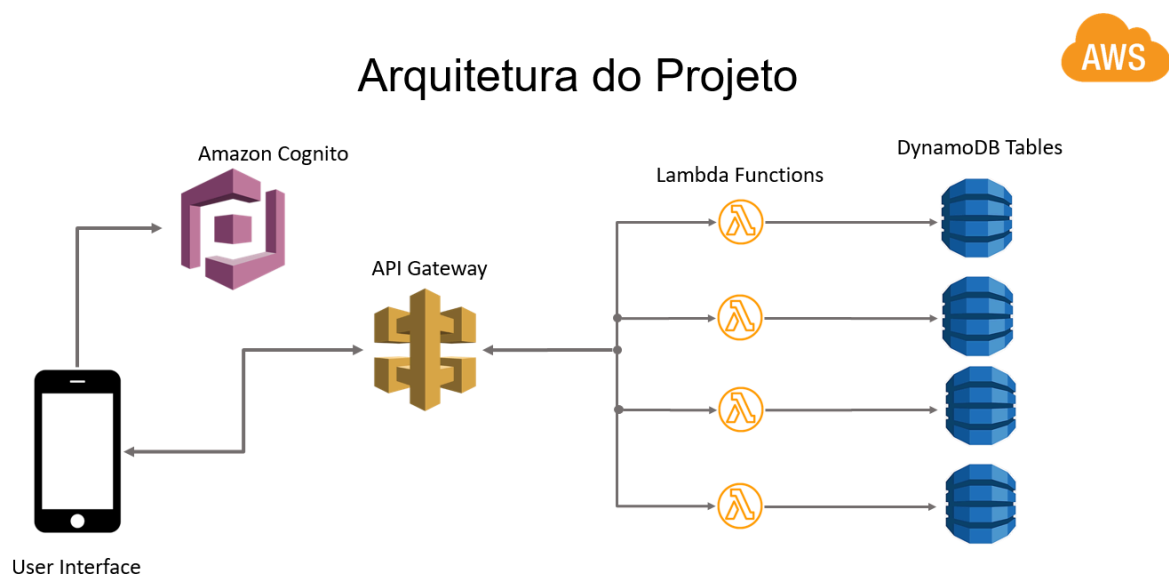 AWS
Arquitetura do Projeto
Amazon Cognito
DynamoDB Tables
Lambda Functions
API Gateway
User Interface